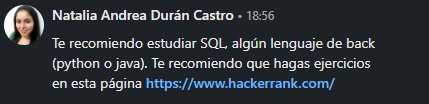 Natalia Andrea Durán Castro • 18:56
Te recomiendo estudiar SQL, algún lenguaje de back
(python o java). Te recomiendo que hagas ejercicios
en esta página https://www.hackerrank.com/